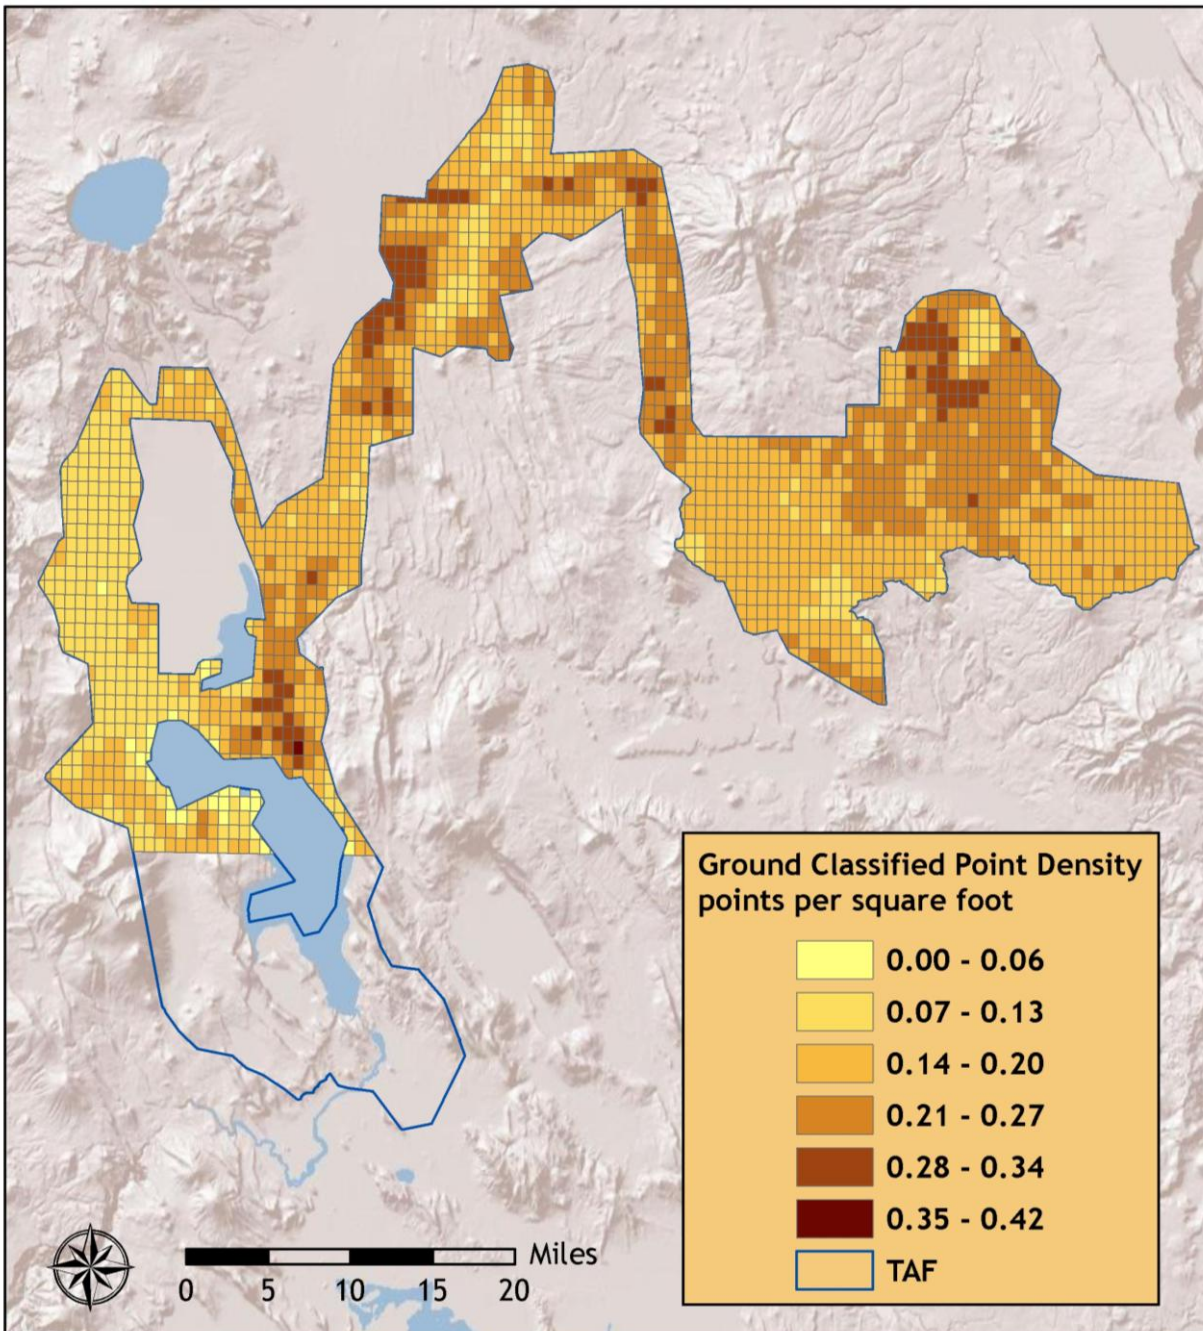 Ground Classified Point Density
points per square foot
0.00 - 0.06
0.07 - 0.13
0.14 - 0.20
0.21 - 0.27
0.28 - 0.34
0.35 - 0.42
TAF
Miles
0 5 10 15 20